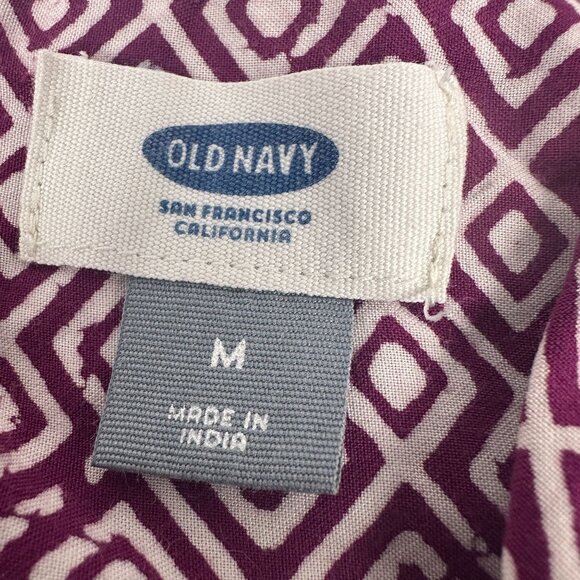 OLD NAVY
SAN FRANCISCO
CALIFORNIA
M
MADE IN
INDIA